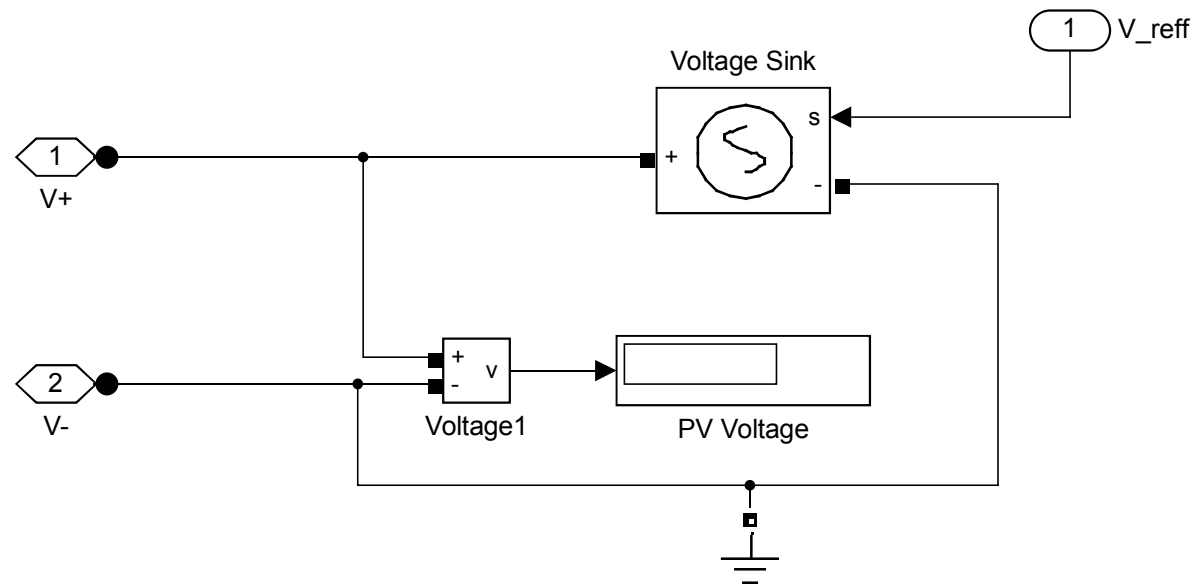 1
V_reff
Voltage Sink
s
+
-
1
V+
+
-
v
Voltage1
PV Voltage
2
V-